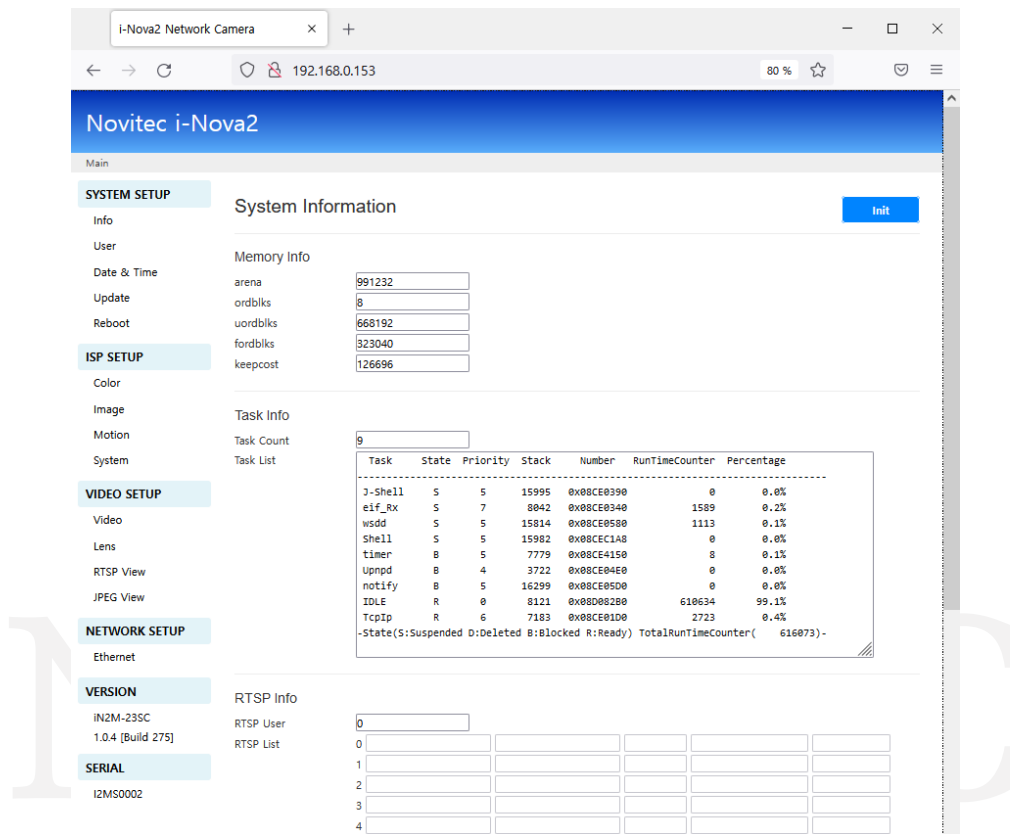 i-Nova2 Network Camera
192.168.0.153
80 %
Novitec i-Nova2
Main
SYSTEM SETUP
Info
User
Date & Time
Update
Reboot
ISP SETUP
Color
Image
Motion
System
VIDEO SETUP
Video
Lens
RTSP View
JPEG View
NETWORK SETUP
Ethernet
VERSION
iN2M-23SC
1.0.4 [Build 275]
SERIAL
I2MS0002
System Information
Init
Memory Info
arena 991232
ordblks 8
uordblks 668192
fordblks 323040
keepcost 126696
Task Info
Task Count 9
Task List
Task State Priority Stack Number RunTimeCounter Percentage
---------------------------------------------------------------------------
J-Shell S 5 15995 0x08CE0390 0 0.0%
eif_Rx S 7 8042 0x08CE0340 1589 0.2%
wsdd S 5 15814 0x08CE0580 1113 0.1%
Shell S 5 15982 0x08CEC1A8 0 0.0%
timer B 5 7779 0x08CE4150 8 0.1%
Upnpd B 4 3722 0x08CE04E0 0 0.0%
notify B 5 16299 0x08CE05D0 0 0.0%
IDLE R 0 8121 0x08D082B0 610634 99.1%
TcpIp R 6 7183 0x08CE01D0 2723 0.4%
-State(S:Suspended D:Deleted B:Blocked R:Ready) TotalRunTimeCounter( 616073)-
RTSP Info
RTSP User 0
RTSP List 0
1
2
3
4